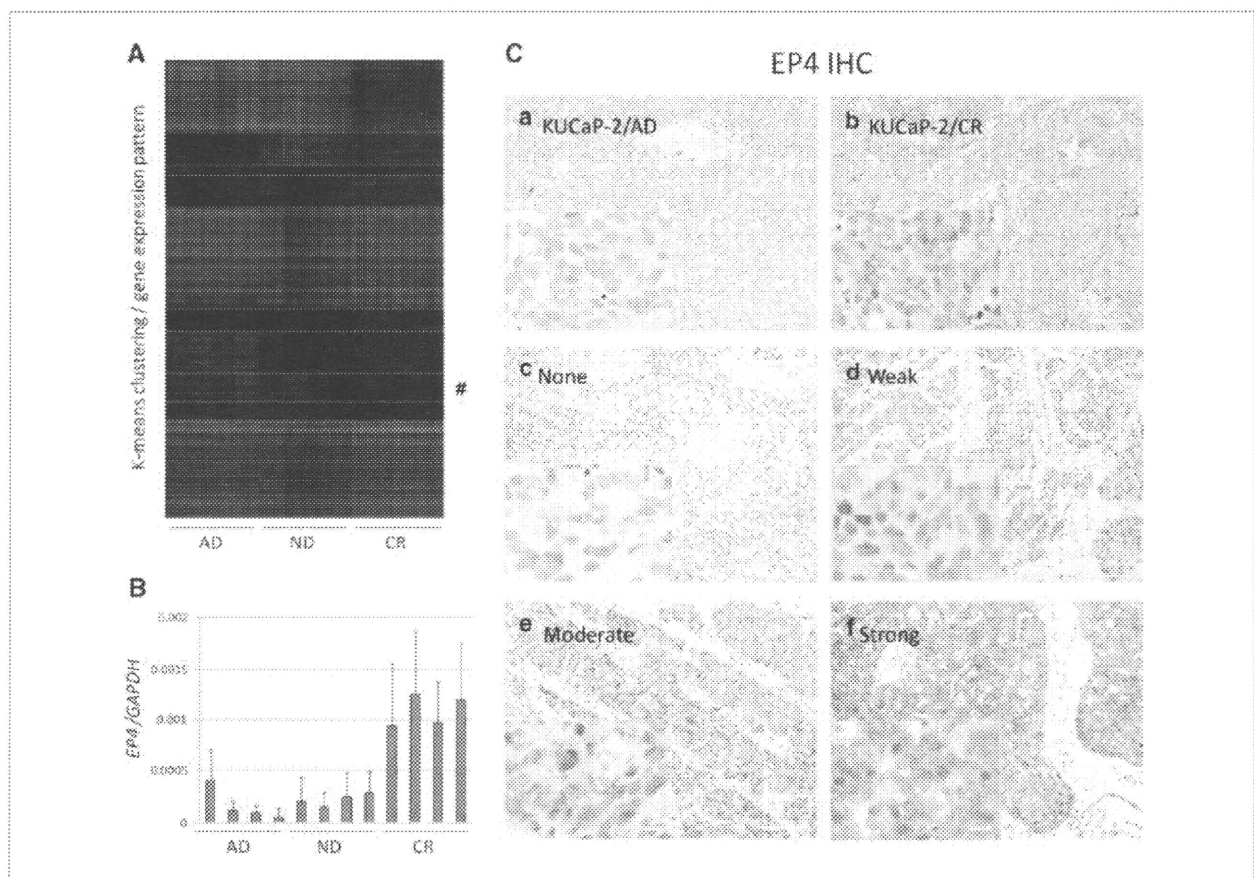 A
K-means clustering / gene expression pattern
#
AD ND CR
B
EP4/GAPDH
0.002
0.0015
0.001
0.0005
0
AD ND CR
C
EP4 IHC
a KUCaP-2/AD
b KUCaP-2/CR
c None
d Weak
e Moderate
f Strong